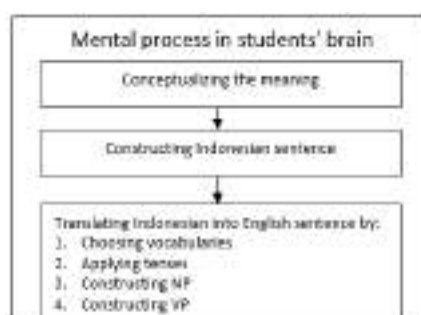 Mental process in students' brain
Conceptualizing the meaning
Constructing Indonesian sentence
Translating Indonesian into English sentence by:
1. Choosing vocabularies
2. Applying tenses
3. Constructing NP
4. Constructing VP